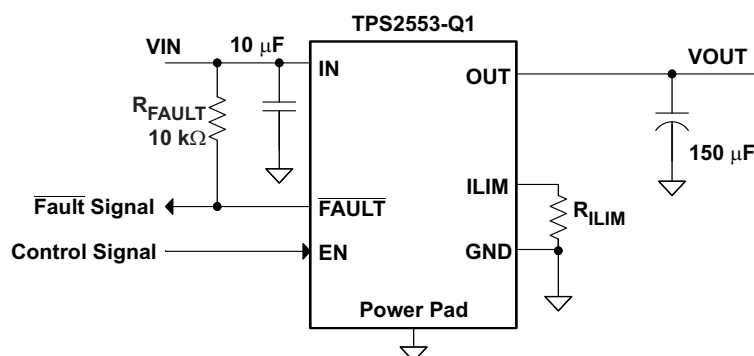 TPS2553-Q1
VIN
10 μF
IN
OUT
VOUT
R_FAULT
10 kΩ
150 μF
ILIM
R_ILIM
Fault Signal
FAULT
Control Signal
EN
GND
Power Pad